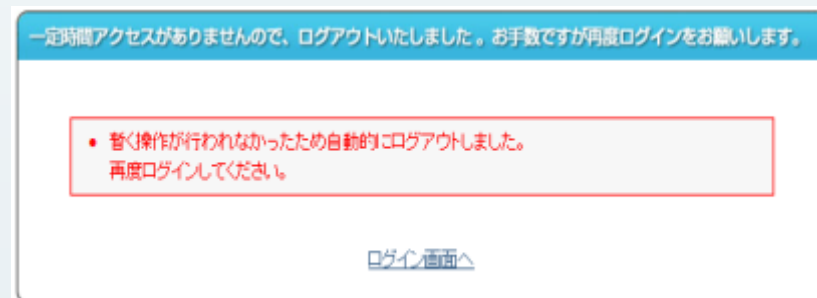 一定時間アクセスがありませんので、ログアウトいたしました。お手数ですが再度ログインをお願いします。
• 暫く操作が行われなかったため自動的にログアウトしました。
再度ログインしてください。
ログイン画面へ